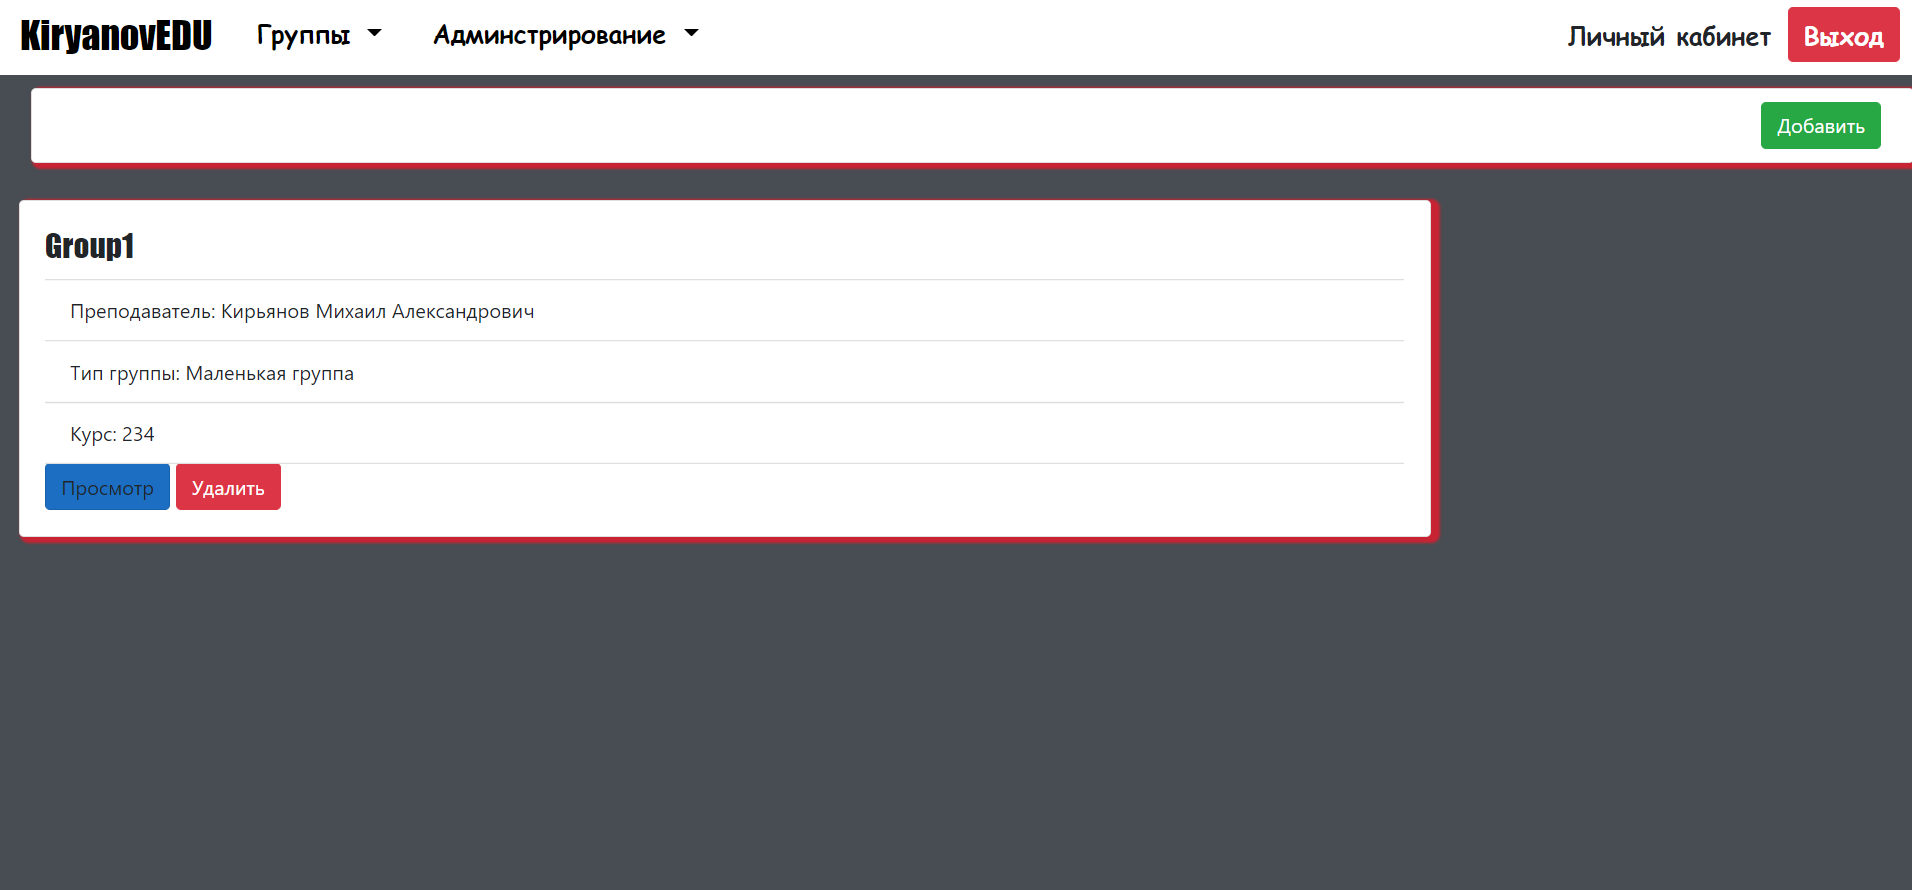 KiryanovEDU Группы Админстрирование Личный кабинет Выход
Добавить
Group1
Преподаватель: Кирьянов Михаил Александрович
Тип группы: Маленькая группа
Курс: 234
Просмотр Удалить